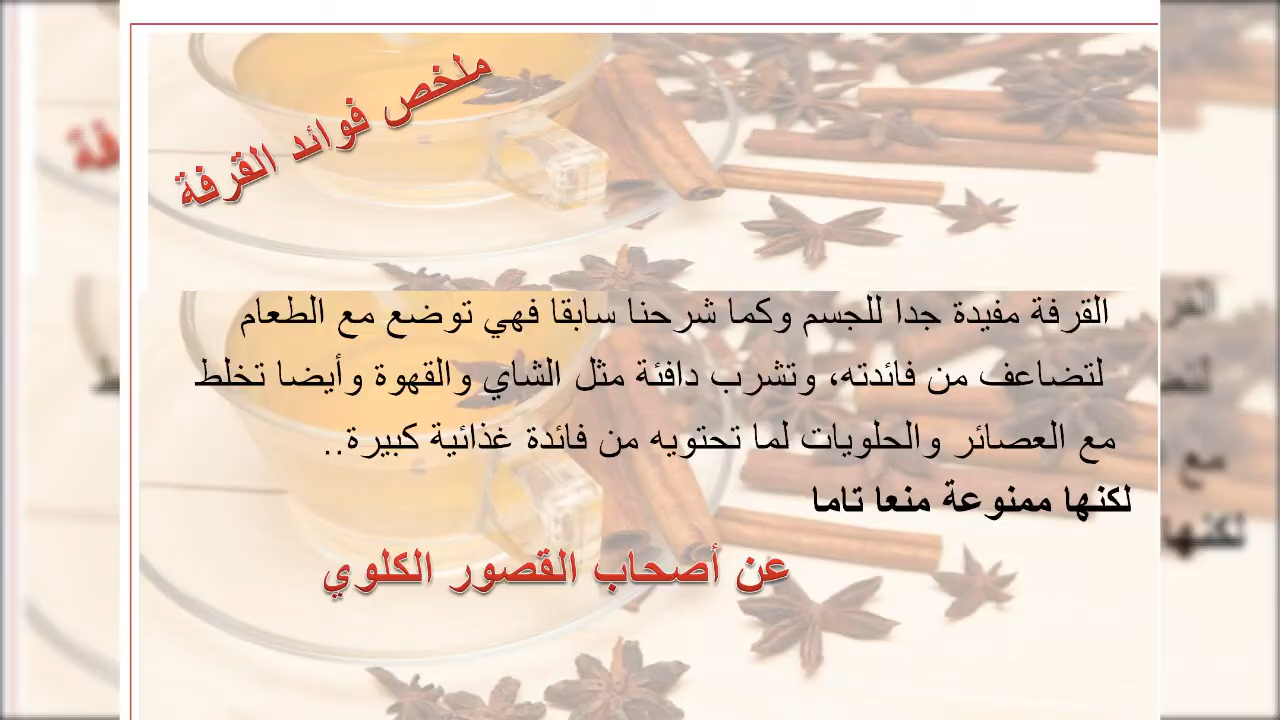 ملخص فوائد القرفة
القرفة مفيدة جدا للجسم وكما شرحنا سابقا فهي توضع مع الطعام
لتضاعف من فائدته، وتشرب دافئة مثل الشاي والقهوة وأيضا تخلط
مع العصائر والحلويات لما تحتويه من فائدة غذائية كبيرة..
لكنها ممنوعة منعا تاما
عن أصحاب القصور الكلوي